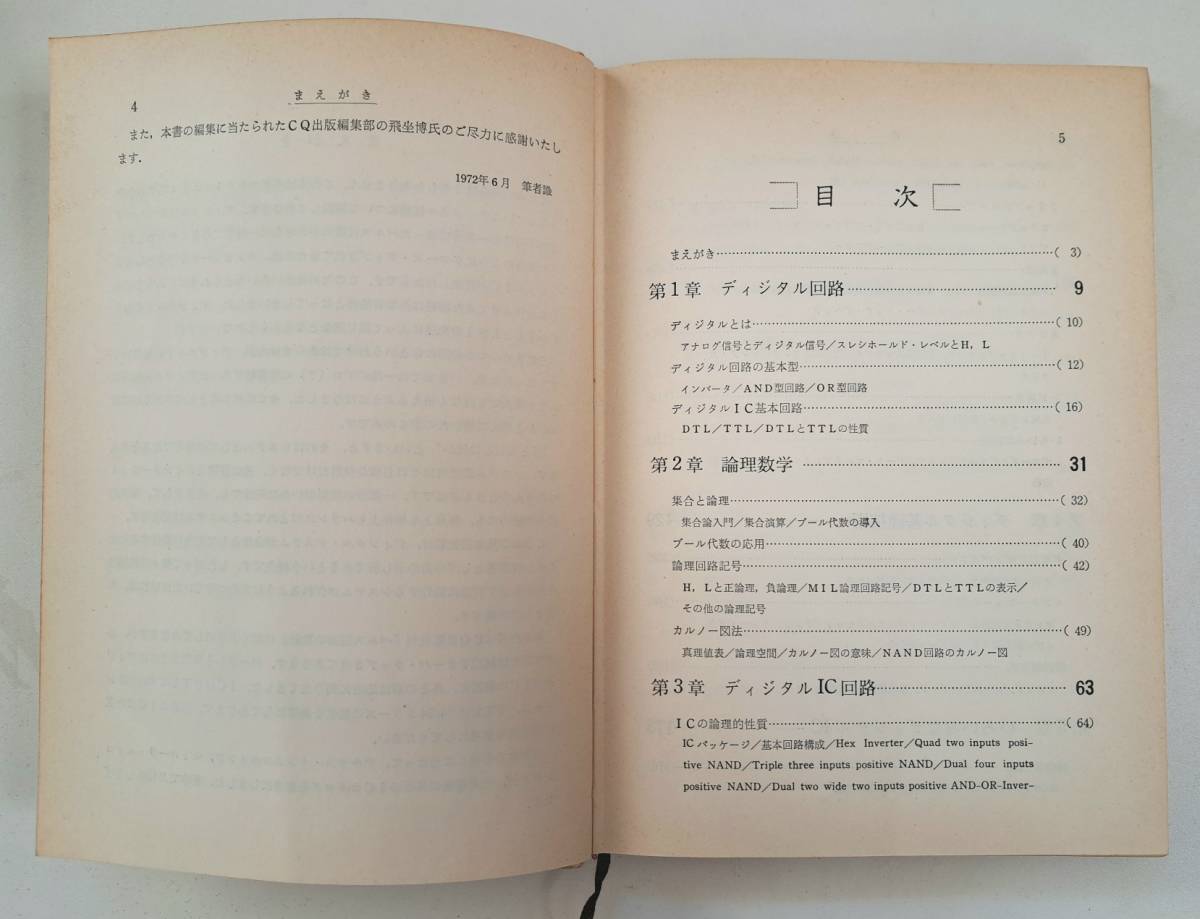 4
まえがき
また，本書の編集に当たられたCQ出版編集部の飛坐博氏のご尽力に感謝いたし
ます．
1972年6月　筆者識
5
目　次
まえがき……………………………………………………( 3)
第1章　ディジタル回路……………………………… 9
ディジタルとは……………………………………………(10)
アナログ信号とディジタル信号／スレシホールド・レベルとH，L
ディジタル回路の基本型…………………………………(12)
インバータ／AND型回路／OR型回路
ディジタルIC基本回路……………………………………(16)
DTL／TTL／DTLとTTLの性質
第2章　論理数学 ……………………………………… 31
集合と論理…………………………………………………(32)
集合論入門／集合演算／ブール代数の導入
ブール代数の応用…………………………………………(40)
論理回路記号………………………………………………(42)
H，Lと正論理，負論理／MIL論理回路記号／DTLとTTLの表示／
その他の論理記号
カルノー図法………………………………………………(49)
真理値表／論理空間／カルノー図の意味／NAND回路のカルノー図
第3章　ディジタルIC回路…………………………… 63
ICの論理的性質……………………………………………(64)
ICパッケージ／基本回路構成／Hex Inverter／Quad two inputs posi-
tive NAND／Triple three inputs positive NAND／Dual four inputs
positive NAND／Dual two wide two inputs positive AND-OR-Inver-